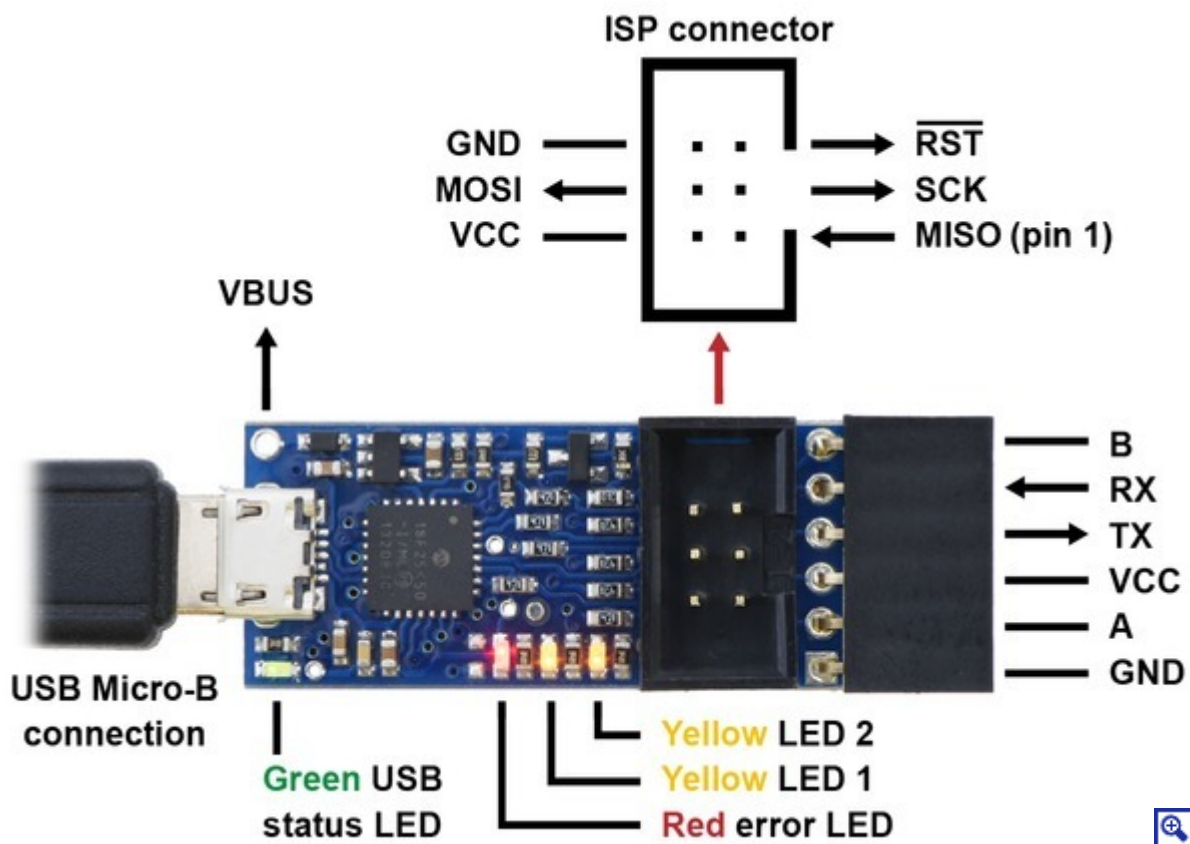 ISP connector
GND
RST
MOSI
SCK
VCC
MISO (pin 1)
VBUS
B
RX
TX
VCC
A
GND
USB Micro-B
connection
Green USB
status LED
Yellow LED 2
Yellow LED 1
Red error LED